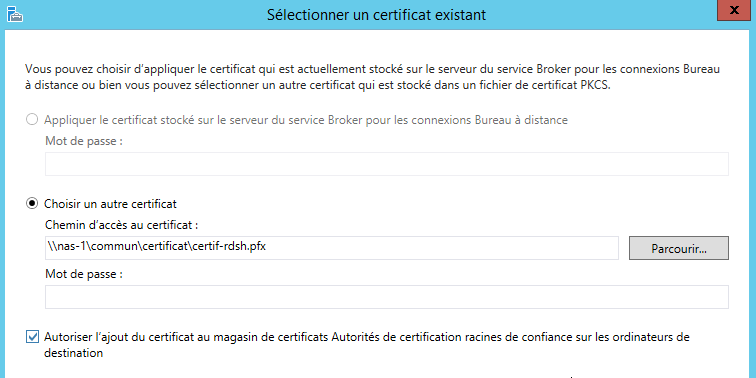 Sélectionner un certificat existant
x
Vous pouvez choisir d'appliquer le certificat qui est actuellement stocké sur le serveur du service Broker pour les connexions Bureau
à distance ou bien vous pouvez sélectionner un autre certificat qui est stocké dans un fichier de certificat PKCS.
Appliquer le certificat stocké sur le serveur du service Broker pour les connexions Bureau à distance
Mot de passe :
Choisir un autre certificat
Chemin d'accès au certificat :
\\nas-1\commun\certificat\certif-rdsh.pfx
Parcourir...
Mot de passe :
Autoriser l'ajout du certificat au magasin de certificats Autorités de certification racines de confiance sur les ordinateurs de
destination